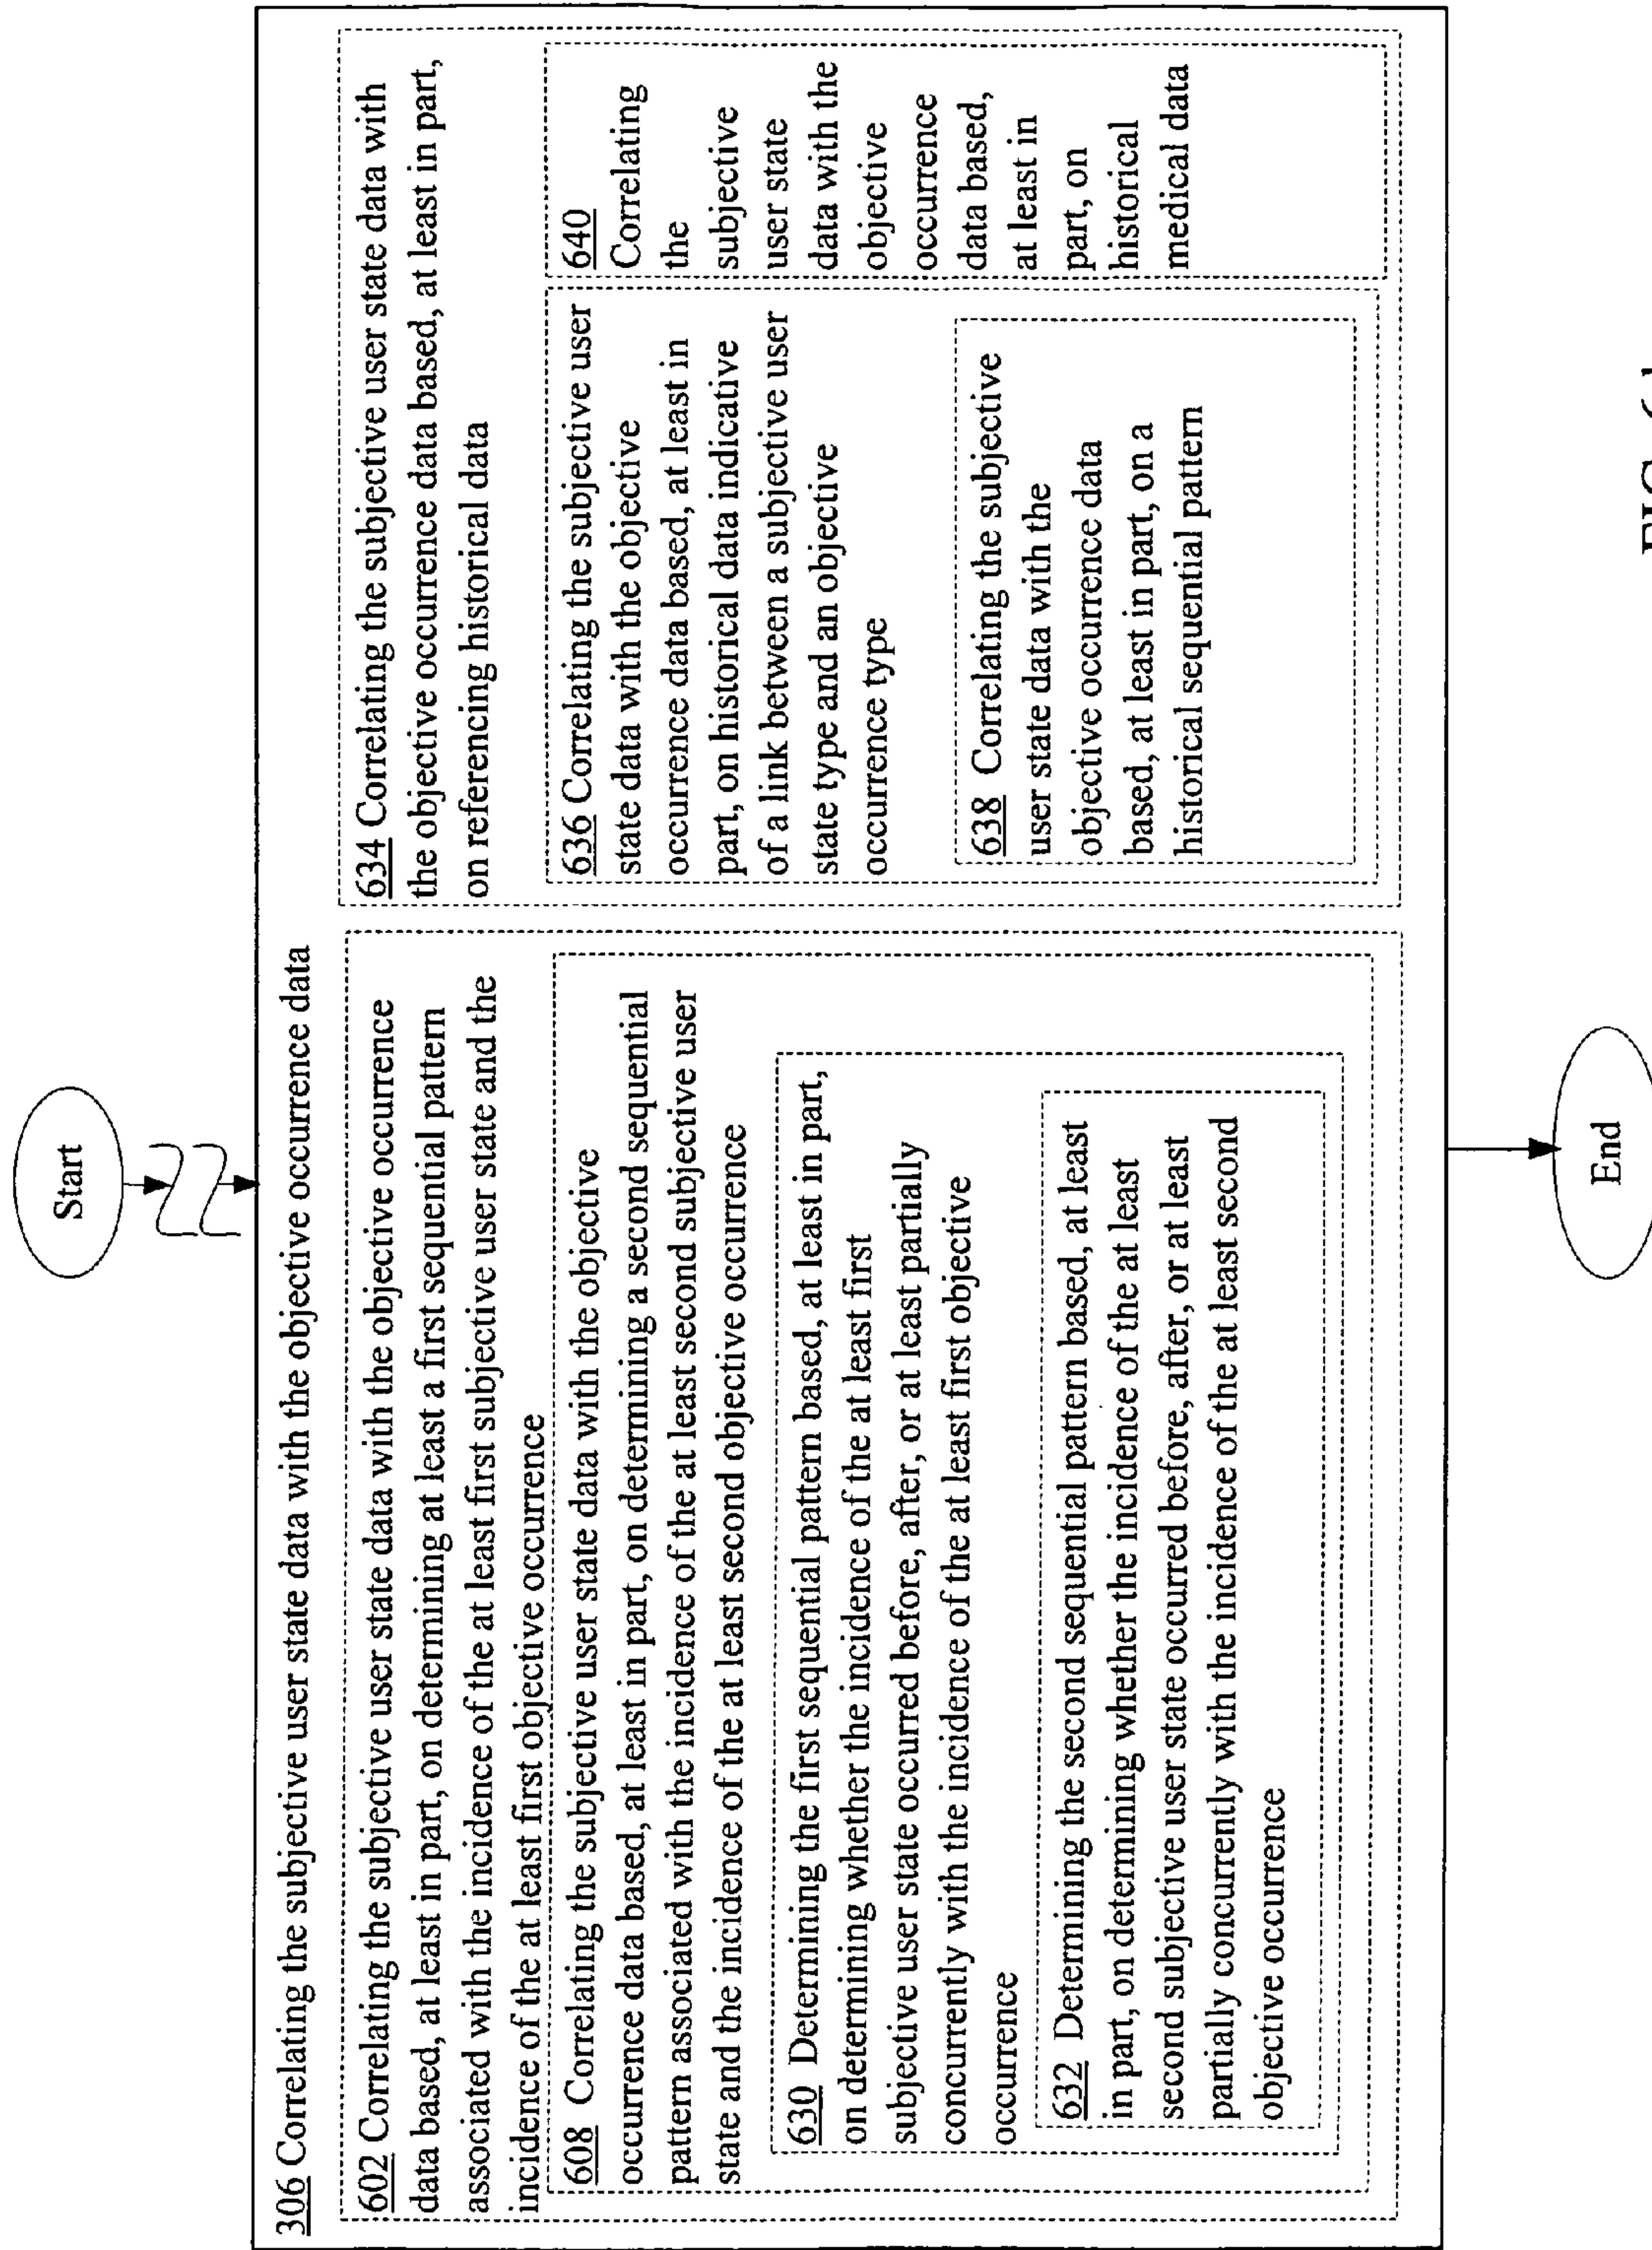 Start
306 Correlating the subjective user state data with the objective occurrence data
602 Correlating the subjective user state data with the objective occurrence
data based, at least in part, on determining at least a first sequential pattern
associated with the incidence of the at least first subjective user state and the
incidence of the at least first objective occurrence
608 Correlating the subjective user state data with the objective
occurrence data based, at least in part, on determining a second sequential
pattern associated with the incidence of the at least second subjective user
state and the incidence of the at least second objective occurrence
630 Determining the first sequential pattern based, at least in part,
on determining whether the incidence of the at least first
subjective user state occurred before, after, or at least partially
concurrently with the incidence of the at least first objective
occurrence
632 Determining the second sequential pattern based, at least
in part, on determining whether the incidence of the at least
second subjective user state occurred before, after, or at least
partially concurrently with the incidence of the at least second
objective occurrence
634 Correlating the subjective user state data with
the objective occurrence data based, at least in part,
on referencing historical data
636 Correlating the subjective user
state data with the objective
occurrence data based, at least in
part, on historical data indicative
of a link between a subjective user
state type and an objective
occurrence type
638 Correlating the subjective
user state data with the
objective occurrence data
based, at least in part, on a
historical sequential pattern
640
Correlating
the
subjective
user state
data with the
objective
occurrence
data based,
at least in
part, on
historical
medical data
End